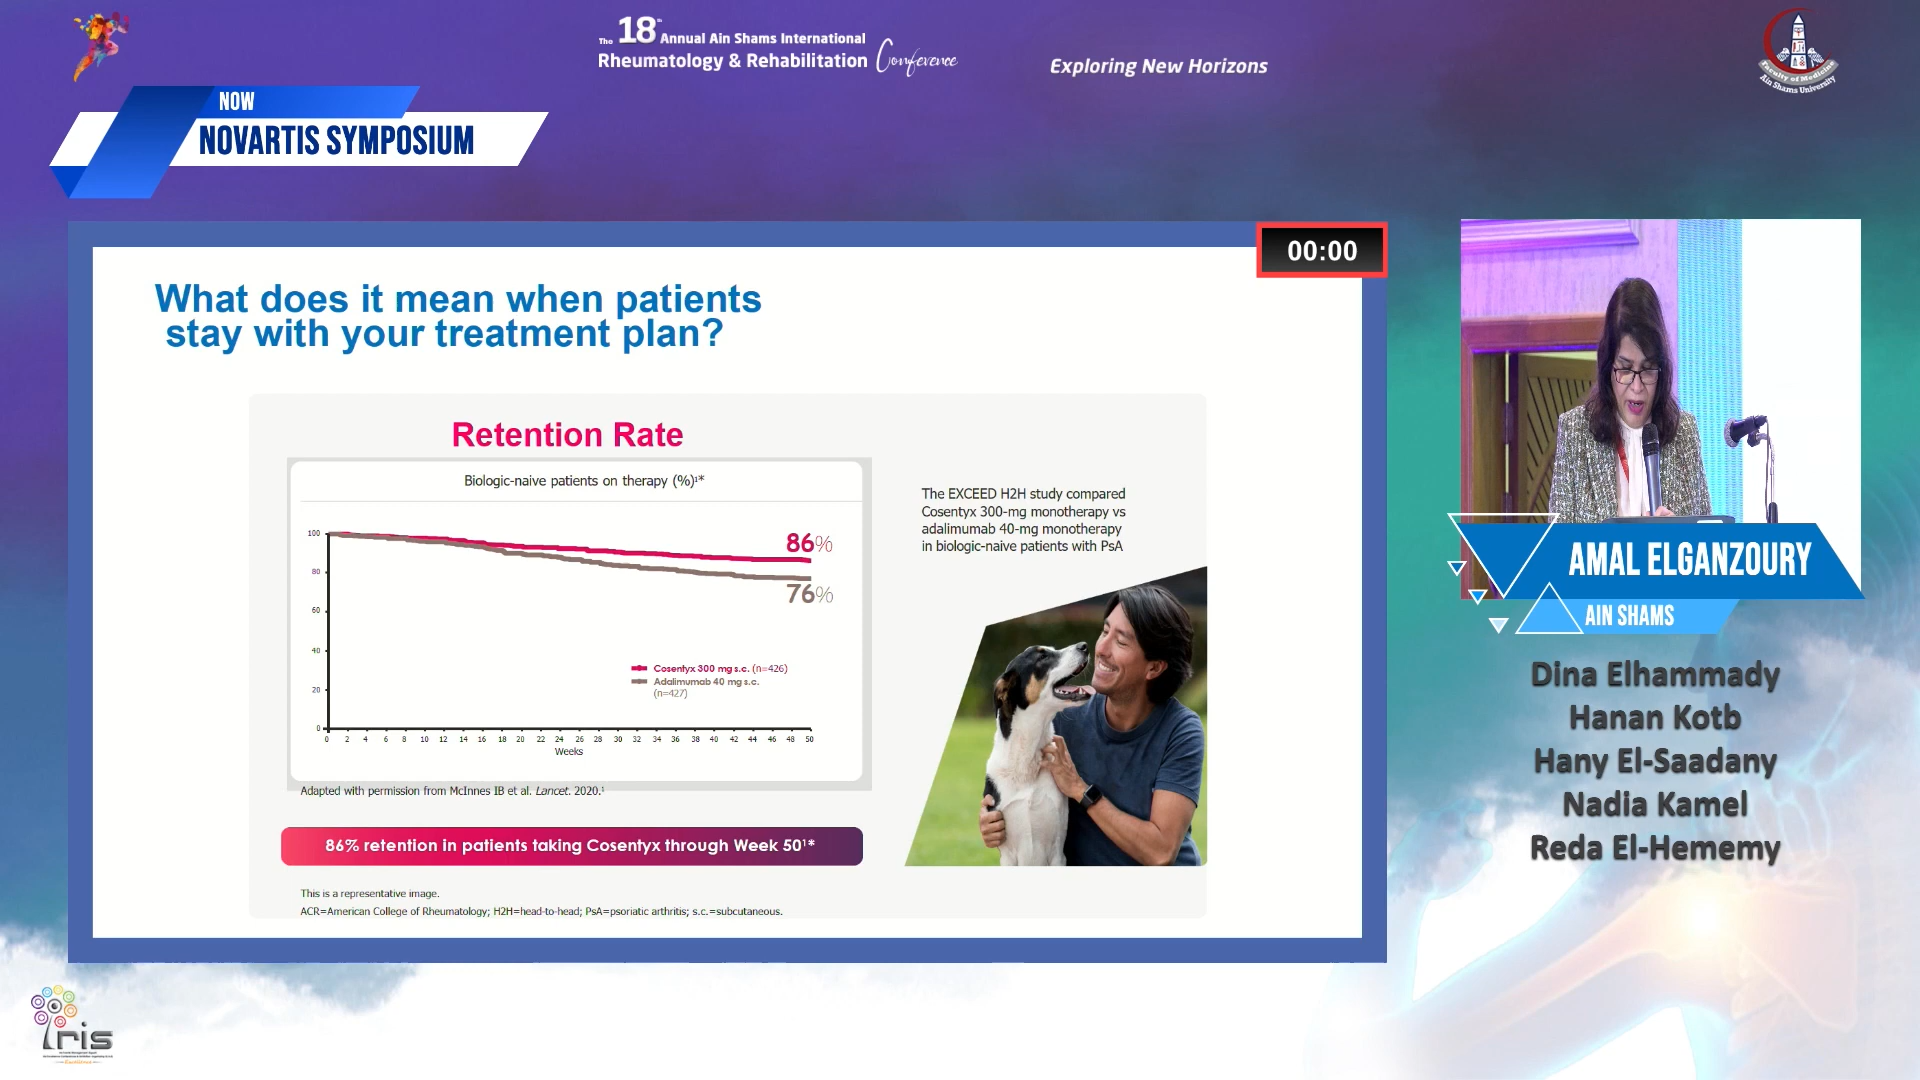 The 18th Annual Ain Shams International
Rheumatology & Rehabilitation Conference
Exploring New Horizons
Faculty of Medicine
Ain Shams University
NOW
NOVARTIS SYMPOSIUM
00:00
What does it mean when patients
stay with your treatment plan?
Retention Rate
Biologic-naive patients on therapy (%)¹*
100
80
60
40
20
0
86%
76%
Cosentyx 300 mg s.c. (n=426)
Adalimumab 40 mg s.c.
(n=427)
0 2 4 6 8 10 12 14 16 18 20 22 24 26 28 30 32 34 36 38 40 42 44 46 48 50
Weeks
Adapted with permission from McInnes IB et al. Lancet. 2020.¹
86% retention in patients taking Cosentyx through Week 50¹*
This is a representative image.
ACR=American College of Rheumatology; H2H=head-to-head; PsA=psoriatic arthritis; s.c.=subcutaneous.
The EXCEED H2H study compared
Cosentyx 300-mg monotherapy vs
adalimumab 40-mg monotherapy
in biologic-naive patients with PsA
AMAL ELGANZOURY
AIN SHAMS
Dina Elhammady
Hanan Kotb
Hany El-Saadany
Nadia Kamel
Reda El-Hememy
Iris